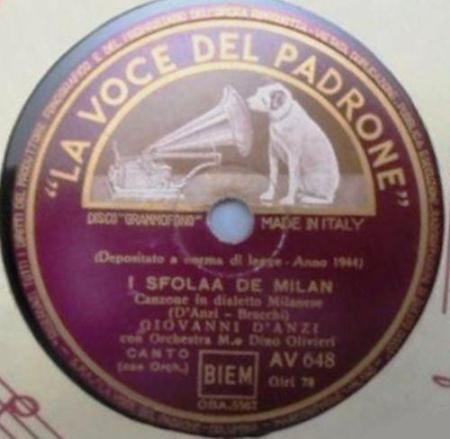 "LA VOCE DEL PADRONE"
DISCO "GRAMMOFONO" MADE IN ITALY
(Depositato a norma di legge - Anno 1944)
I SFOLAA DE MILAN
Canzone in dialetto Milanese
(D'Anzi - Bracchi)
GIOVANNI D'ANZI
con Orchestra M.o Dino Olivieri
CANTO
(con Orch.)
BIEM
AV 648
Giri 78
OBA.5567